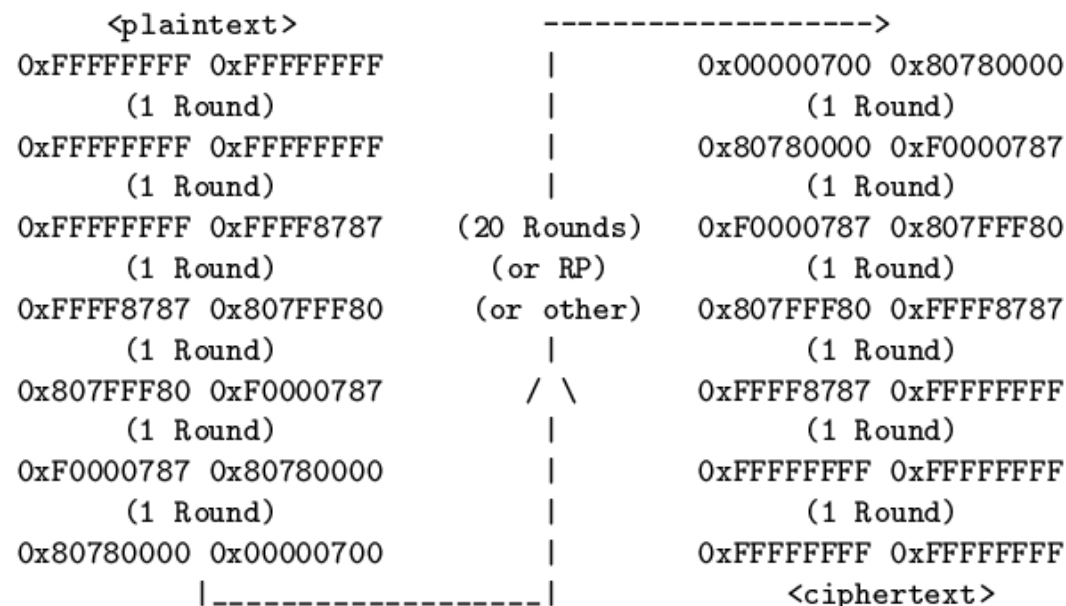 <plaintext> ------------------->
0xFFFFFFFF 0xFFFFFFFF | 0x00000700 0x80780000
(1 Round) | (1 Round)
0xFFFFFFFF 0xFFFFFFFF | 0x80780000 0xF0000787
(1 Round) | (1 Round)
0xFFFFFFFF 0xFFFF8787 (20 Rounds) 0xF0000787 0x807FFF80
(1 Round) (or RP) (1 Round)
0xFFFF8787 0x807FFF80 (or other) 0x807FFF80 0xFFFF8787
(1 Round) | (1 Round)
0x807FFF80 0xF0000787 / \ 0xFFFF8787 0xFFFFFFFF
(1 Round) | (1 Round)
0xF0000787 0x80780000 | 0xFFFFFFFF 0xFFFFFFFF
(1 Round) | (1 Round)
0x80780000 0x00000700 | 0xFFFFFFFF 0xFFFFFFFF
|___________________| <ciphertext>